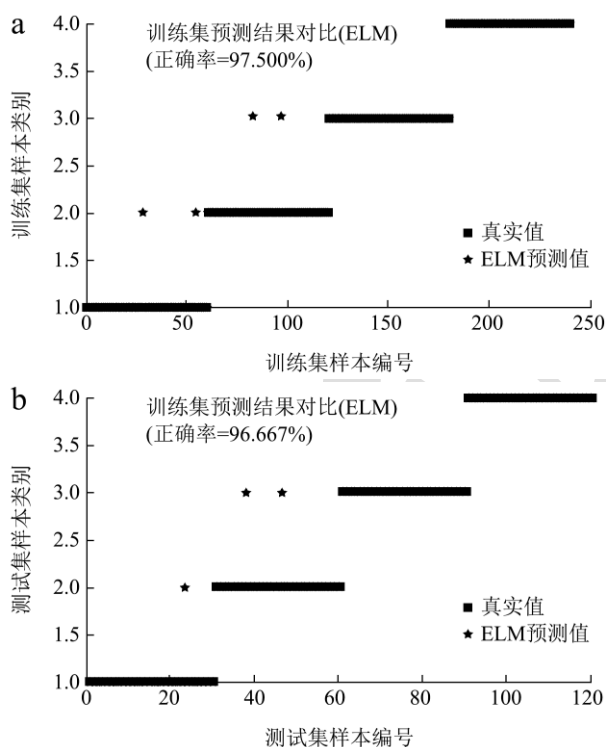 a
训练集预测结果对比(ELM)
(正确率=97.500%)
4.0
3.5
3.0
2.5
2.0
1.5
1.0
训练集样本类别
■ 真实值
★ ELM预测值
0 50 100 150 200 250
训练集样本编号
b
训练集预测结果对比(ELM)
(正确率=96.667%)
4.0
3.5
3.0
2.5
2.0
1.5
1.0
测试集样本类别
■ 真实值
★ ELM预测值
0 20 40 60 80 100 120
测试集样本编号